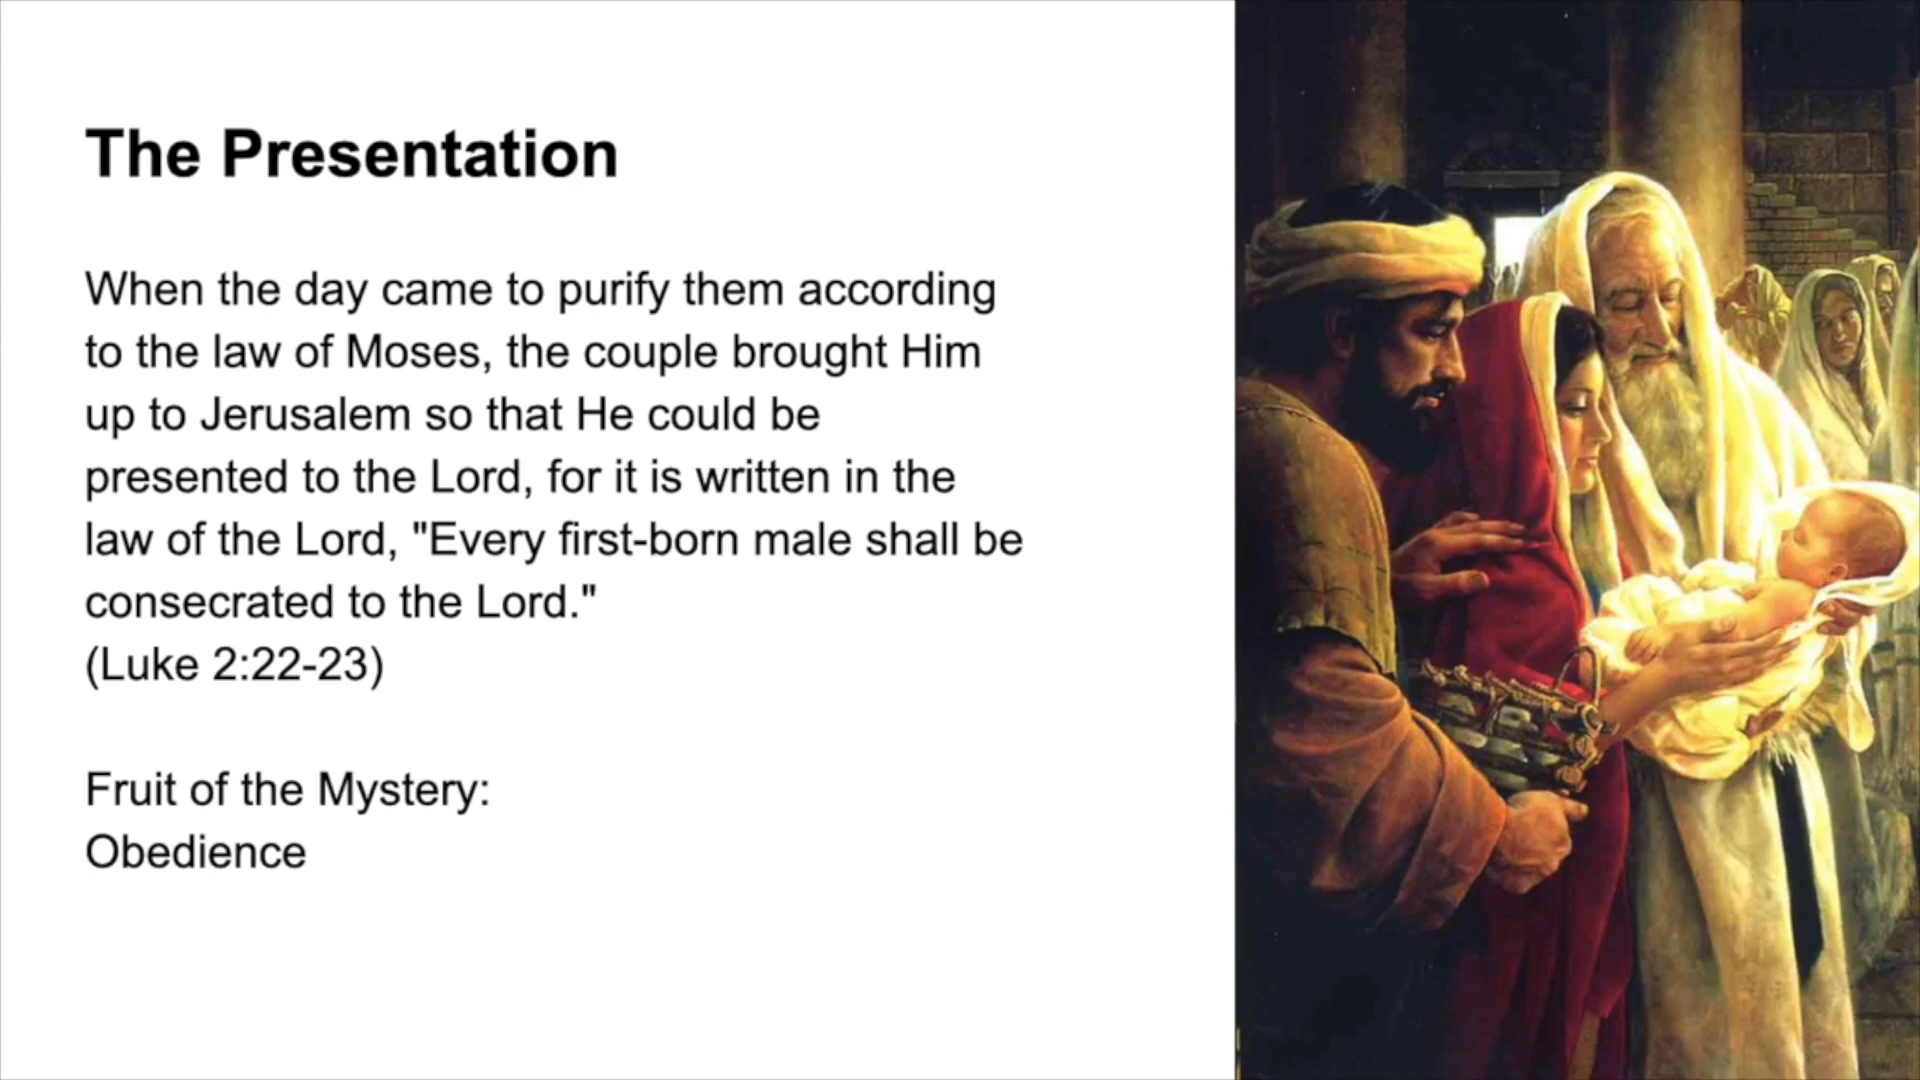 The Presentation
When the day came to purify them according
to the law of Moses, the couple brought Him
up to Jerusalem so that He could be
presented to the Lord, for it is written in the
law of the Lord, "Every first-born male shall be
consecrated to the Lord."
(Luke 2:22-23)
Fruit of the Mystery:
Obedience